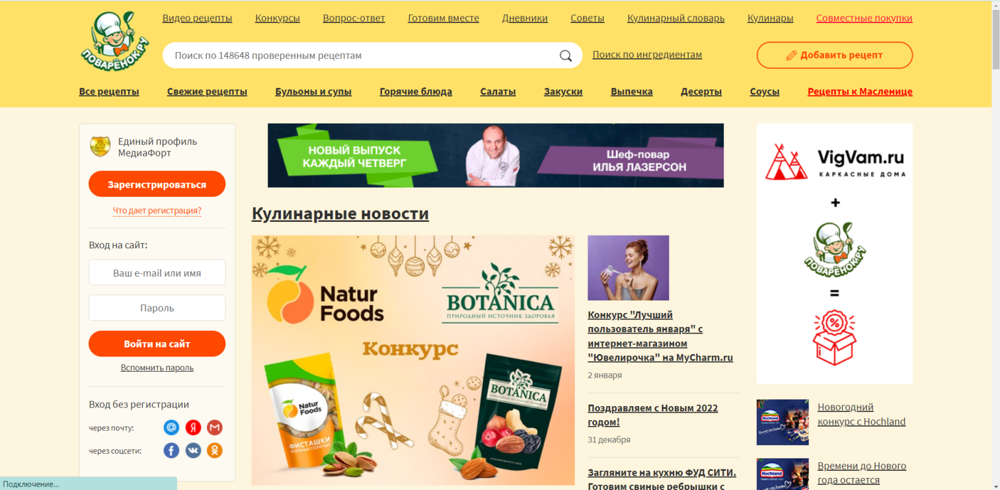 Видео рецепты Конкурсы Вопрос-ответ Готовим вместе Дневники Советы Кулинарный словарь Кулинары Совместные покупки
ПОВАРЁНОК.РУ
Поиск по 148648 проверенным рецептам
Поиск по ингредиентам
Добавить рецепт
Все рецепты Свежие рецепты Бульоны и супы Горячие блюда Салаты Закуски Выпечка Десерты Соусы Рецепты к Масленице
Единый профиль
МедиаФорт
Зарегистрироваться
Что дает регистрация?
Вход на сайт:
Ваш e-mail или имя
Пароль
Войти на сайт
Вспомнить пароль
Вход без регистрации
через почту:
через соцсети:
НОВЫЙ ВЫПУСК
КАЖДЫЙ ЧЕТВЕРГ
Шеф-повар
ИЛЬЯ ЛАЗЕРСОН
Кулинарные новости
Natur
Foods
BOTANICA
ПРИРОДНЫЙ ИСТОЧНИК ЗДОРОВЬЯ
Конкурс
Natur
Foods
ФИСТАШКИ
ЖАРЕНЫЕ СОЛЕНЫЕ
BOTANICA
Конкурс "Лучший
пользователь января" с
интернет-магазином
"Ювелирочка" на MyCharm.ru
2 января
Поздравляем с Новым 2022
годом!
31 декабря
Загляните на кухню ФУД СИТИ.
Готовим свиные ребрышки с
VigVam.ru
КАРКАСНЫЕ ДОМА
+
ПОВАРЁНОК.РУ
=
%
Hochland
Новогодний
конкурс с Hochland
Hochland
Времени до Нового
года остается
Подключение...